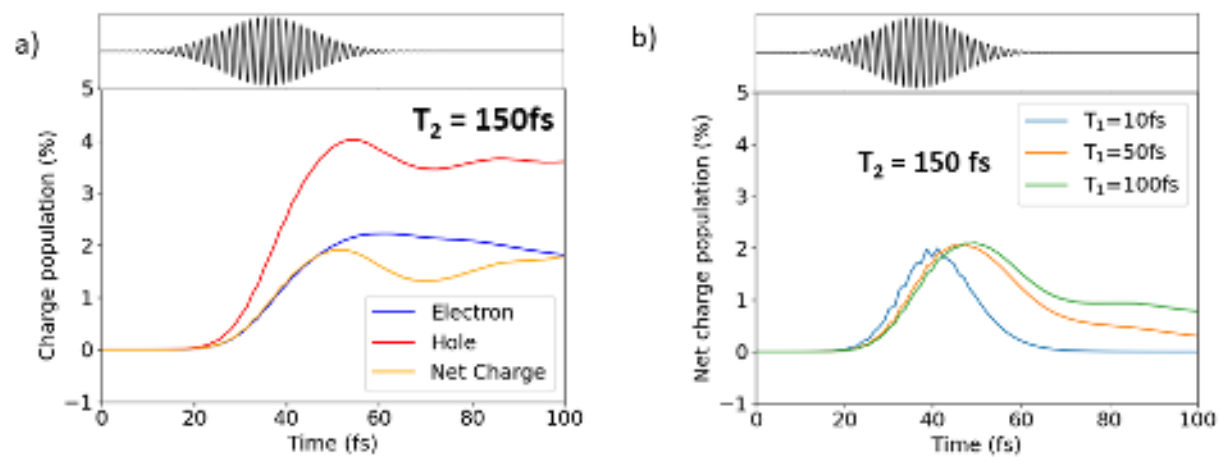 a)
T₂ = 150fs
Charge population (%)
5
4
3
2
1
0
−1
Electron
Hole
Net Charge
0 20 40 60 80 100
Time (fs)
b)
T₁=10fs
T₁=50fs
T₁=100fs
T₂ = 150 fs
Net charge population (%)
5
4
3
2
1
0
−1
0 20 40 60 80 100
Time (fs)